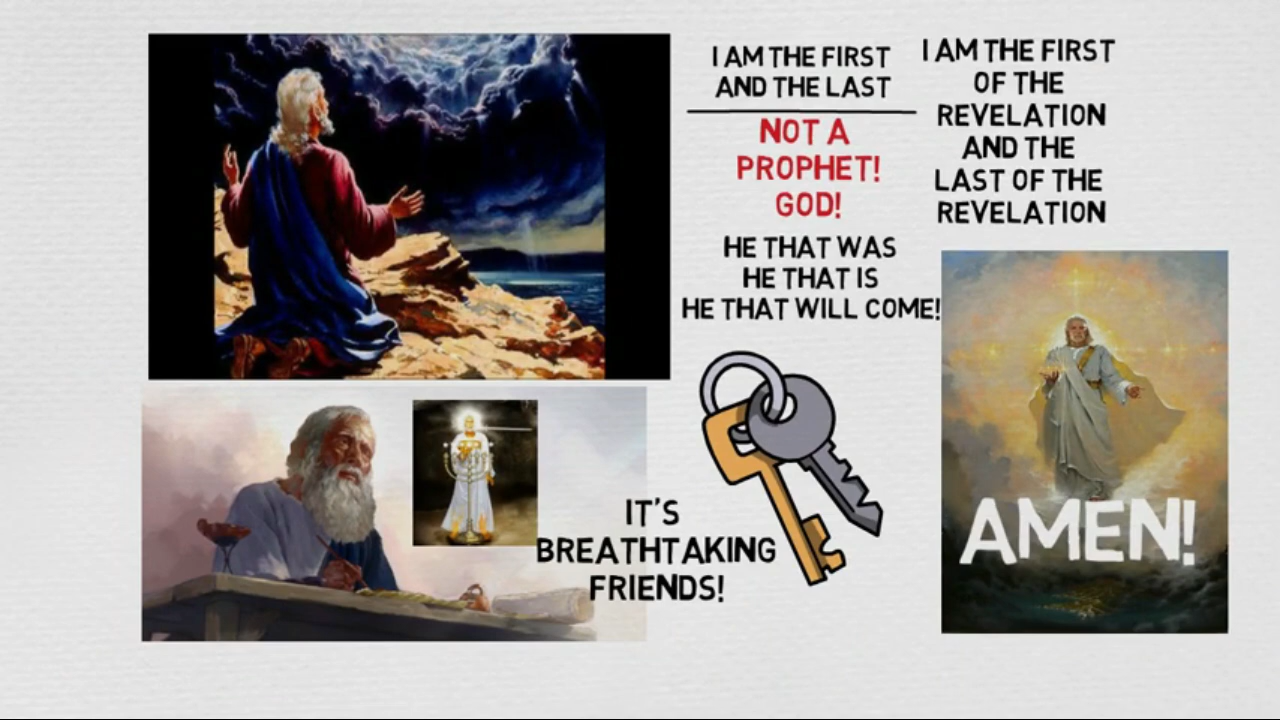 I AM THE FIRST
AND THE LAST
NOT A
PROPHET!
GOD!
HE THAT WAS
HE THAT IS
HE THAT WILL COME!
I AM THE FIRST
OF THE
REVELATION
AND THE
LAST OF THE
REVELATION
IT'S
BREATHTAKING
FRIENDS!
AMEN!